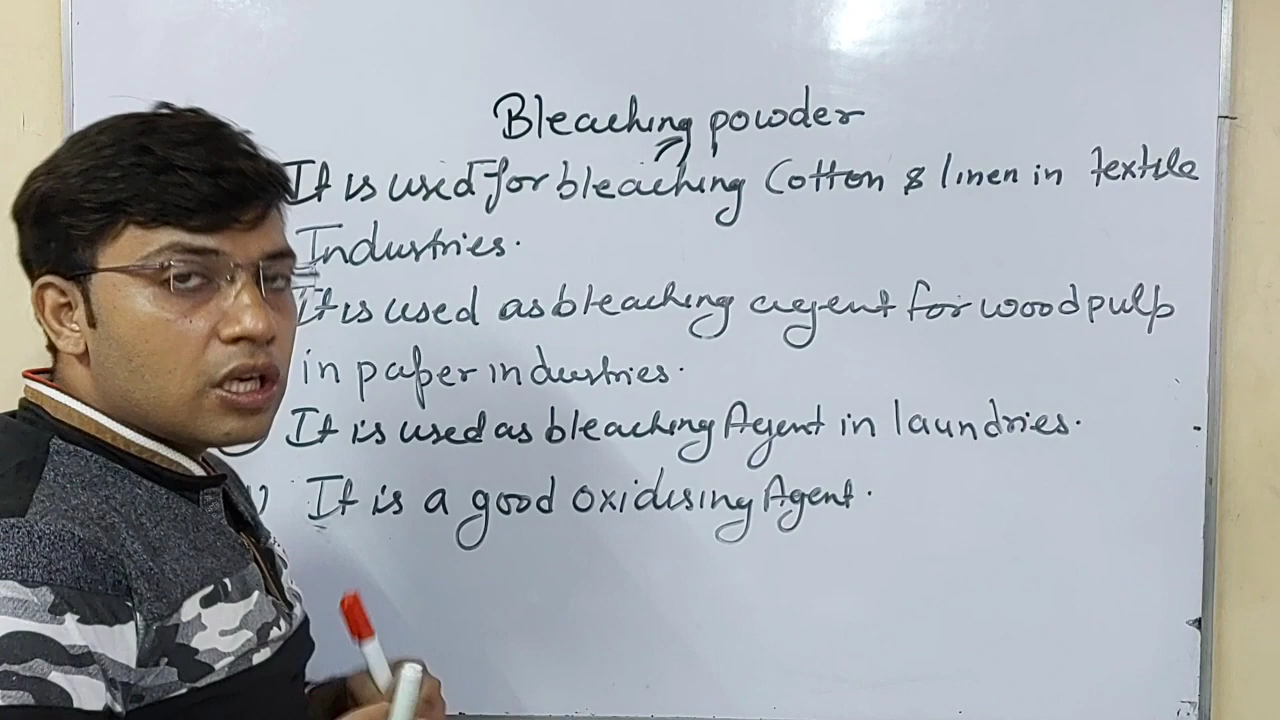 Bleaching powder
It is used for bleaching Cotton & linen in textile
Industries.
It is used as bleaching agent for wood pulp
in paper industries.
It is used as bleaching Agent in laundries.
) It is a good oxidising Agent.